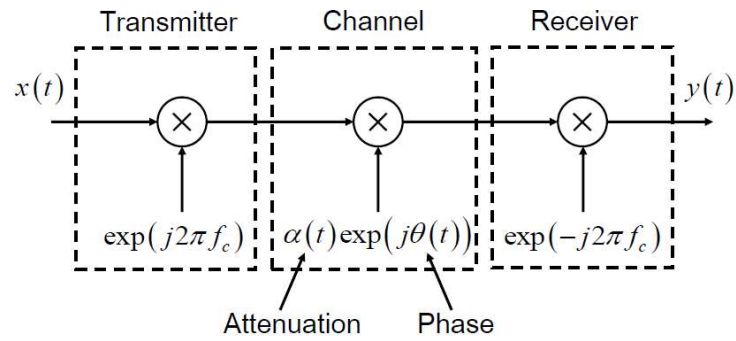 Transmitter Channel Receiver
x(t) y(t)
exp(j2πf_c) α(t)exp(jθ(t)) exp(−j2πf_c)
Attenuation Phase